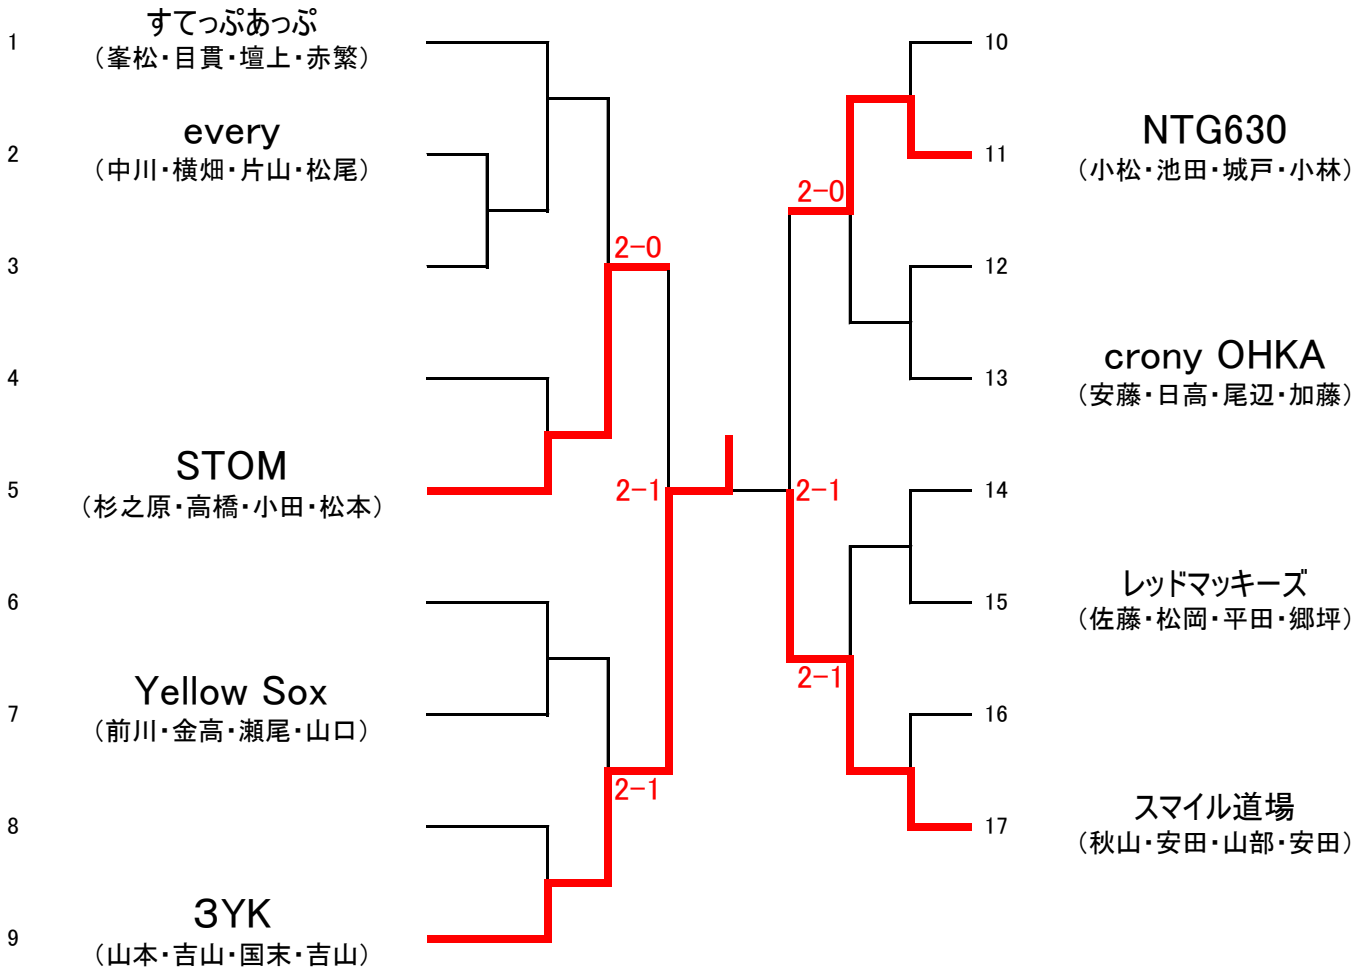 1
すてっぷあっぷ
（峯松・目貫・壇上・赤繁）
2
every
（中川・横畑・片山・松尾）
3
4
5
STOM
（杉之原・高橋・小田・松本）
6
7
Yellow Sox
（前川・金高・瀬尾・山口）
8
9
３YK
（山本・吉山・国末・吉山）
2-0
2-1
2-1
2-0
2-1
2-1
10
11
NTG630
（小松・池田・城戸・小林）
12
13
crony OHKA
（安藤・日高・尾辺・加藤）
14
15
レッドマッキーズ
（佐藤・松岡・平田・郷坪）
16
17
スマイル道場
（秋山・安田・山部・安田）